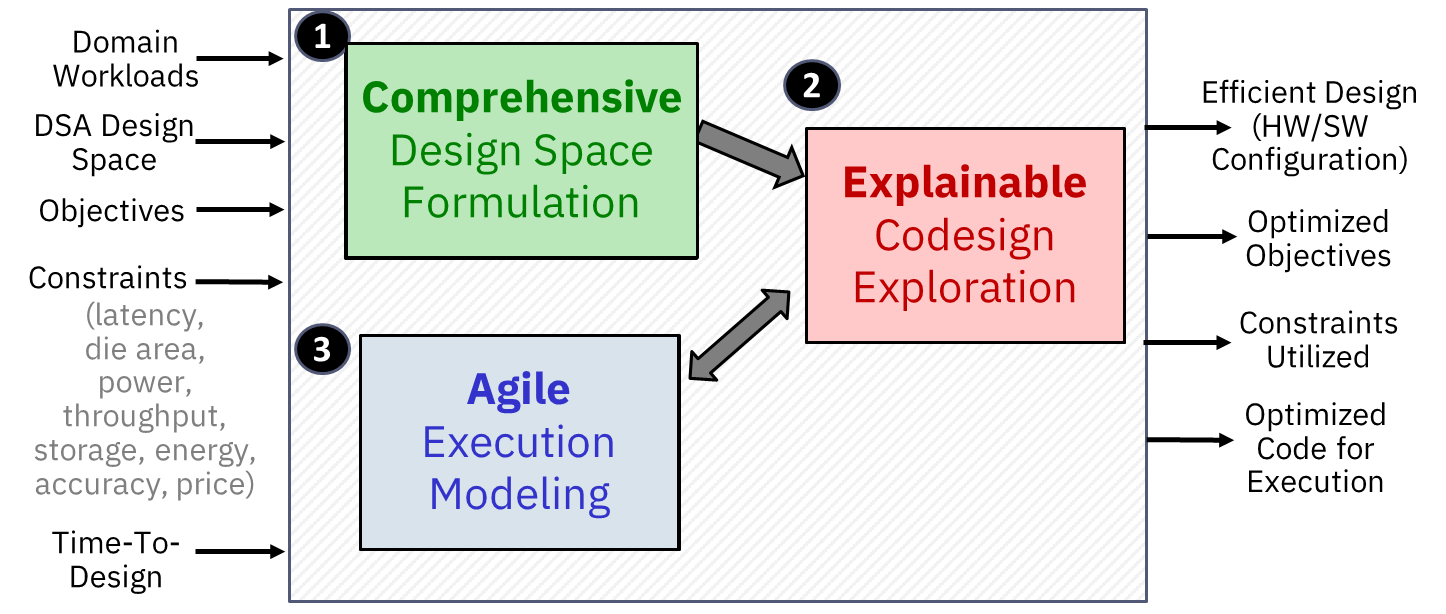 Domain
Workloads
DSA Design
Space
Objectives
Constraints
(latency,
die area,
power,
throughput,
storage, energy,
accuracy, price)
Time-To-
Design
1
Comprehensive
Design Space
Formulation
2
Explainable
Codesign
Exploration
3
Agile
Execution
Modeling
Efficient Design
(HW/SW
Configuration)
Optimized
Objectives
Constraints
Utilized
Optimized
Code for
Execution